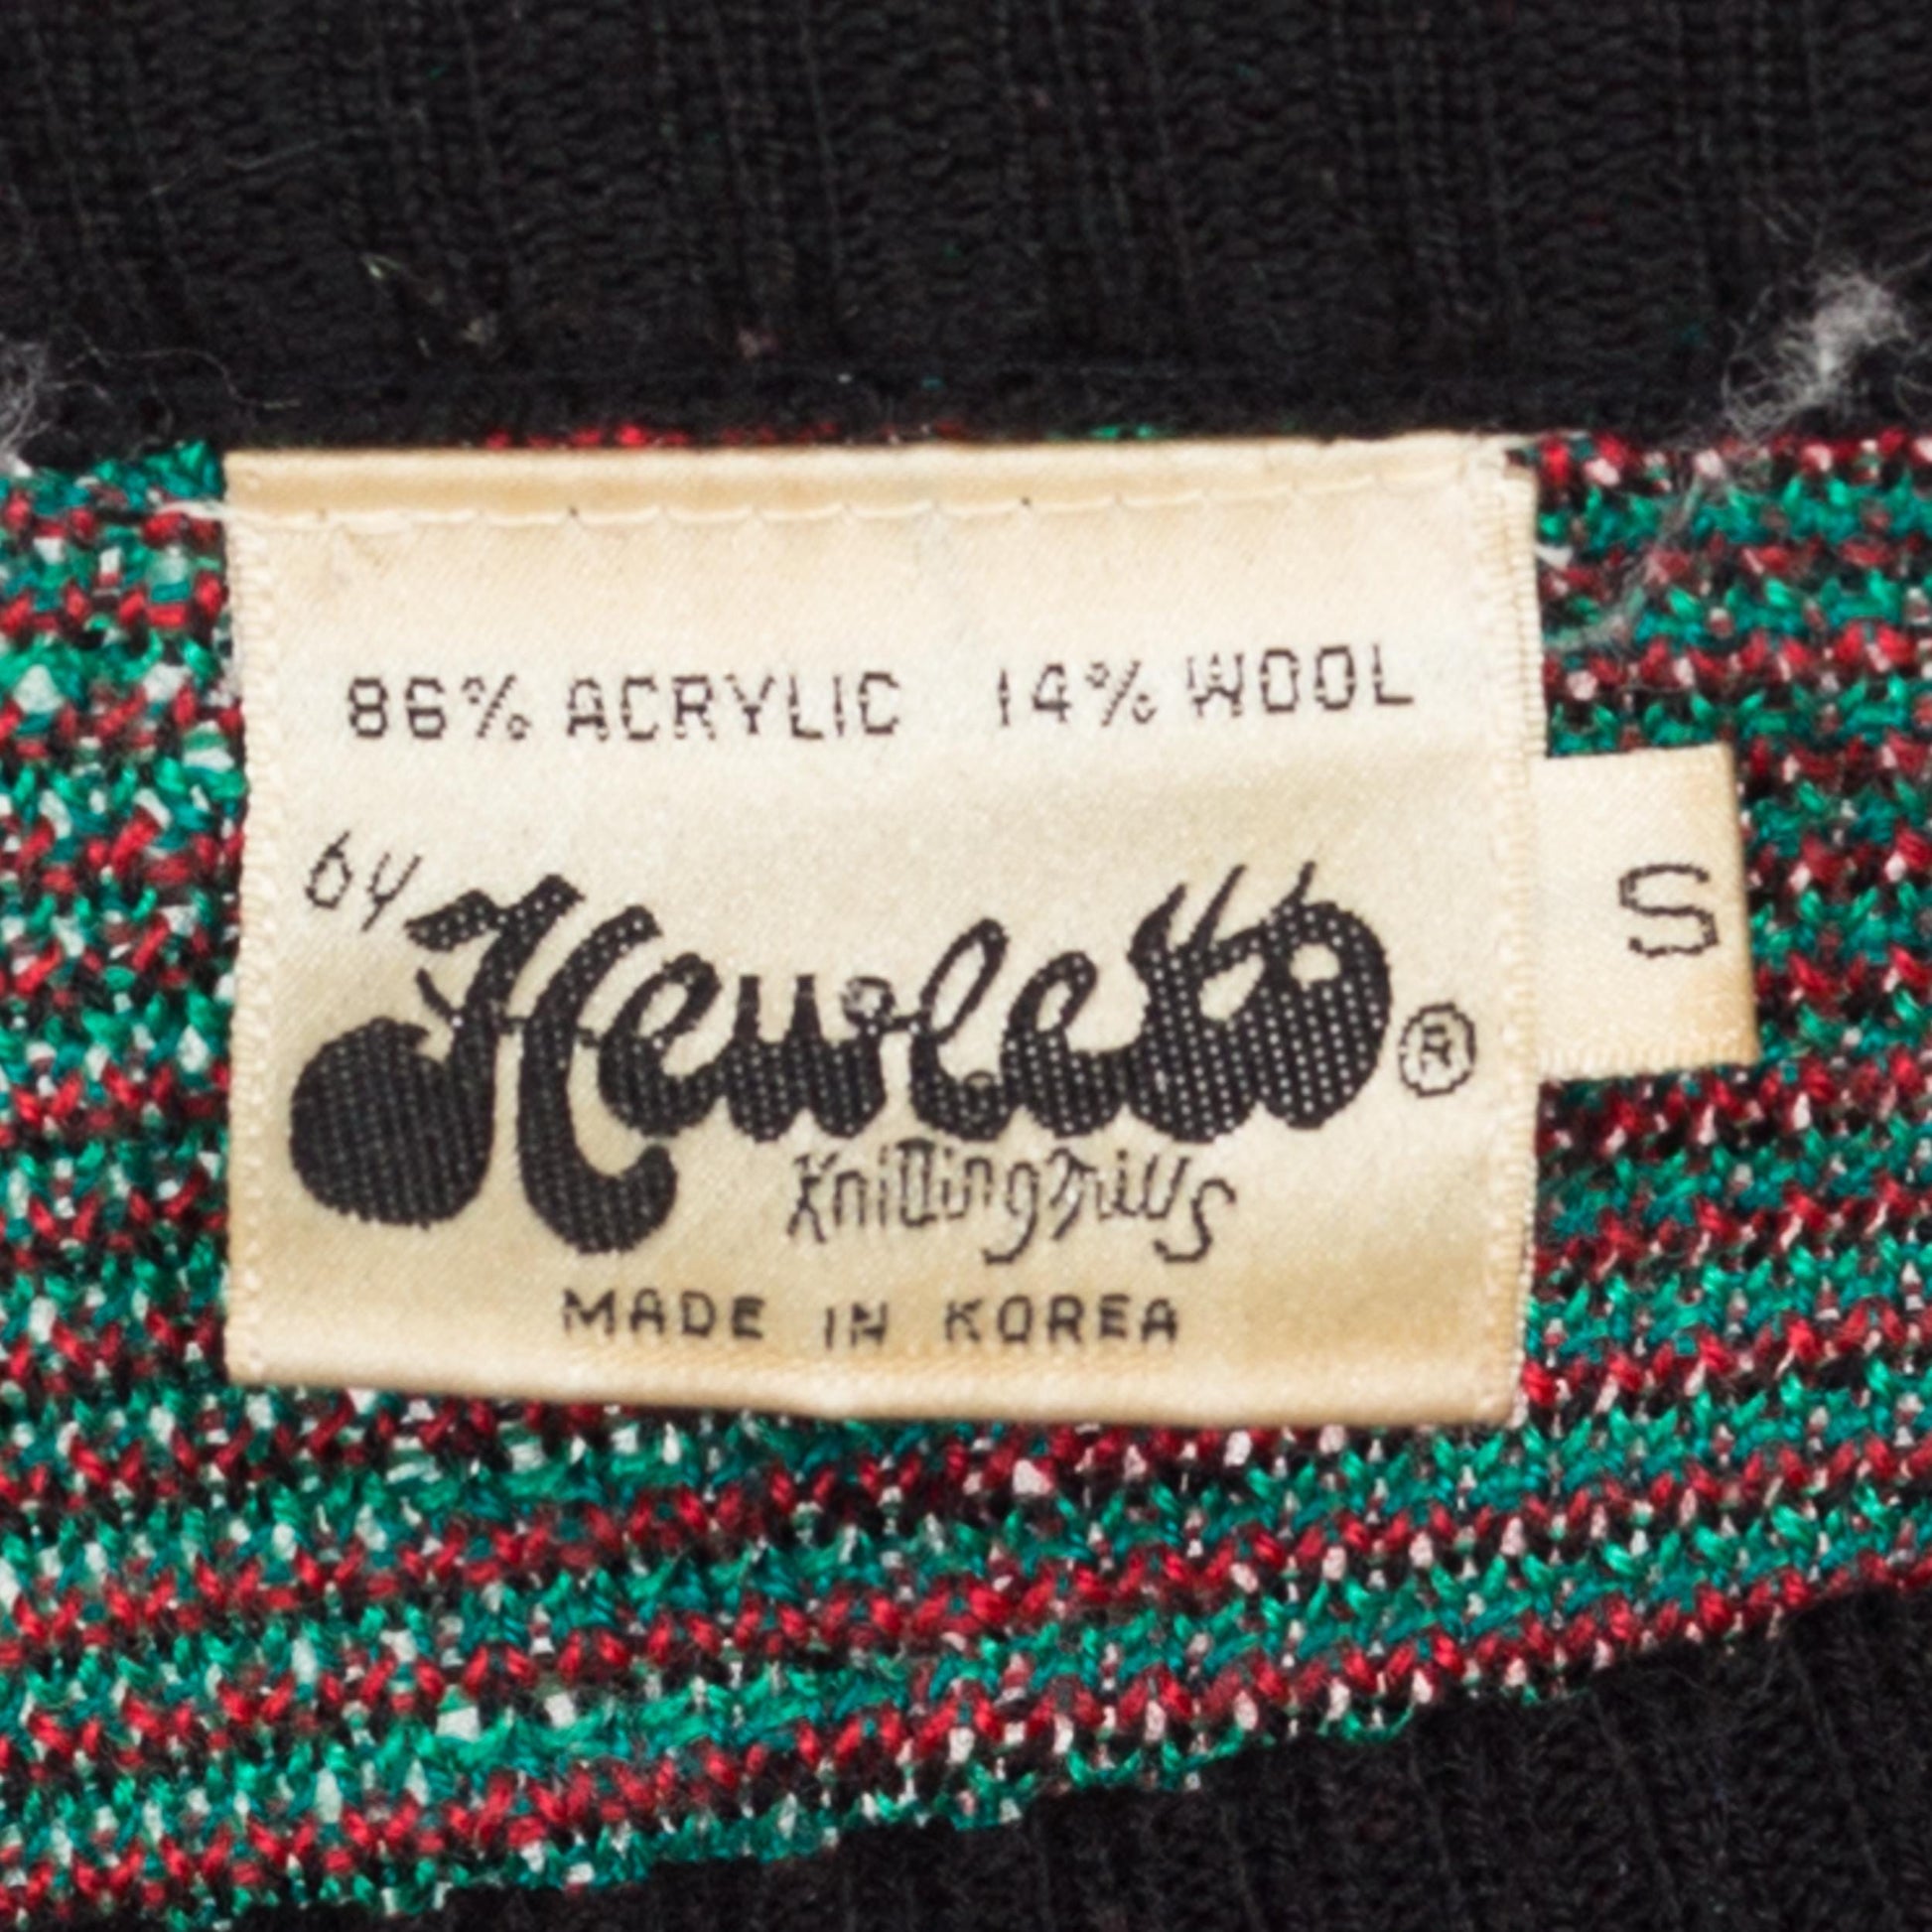 86% ACRYLIC 14% WOOL
by Hewlett ®
Knitting Mills
MADE IN KOREA
S